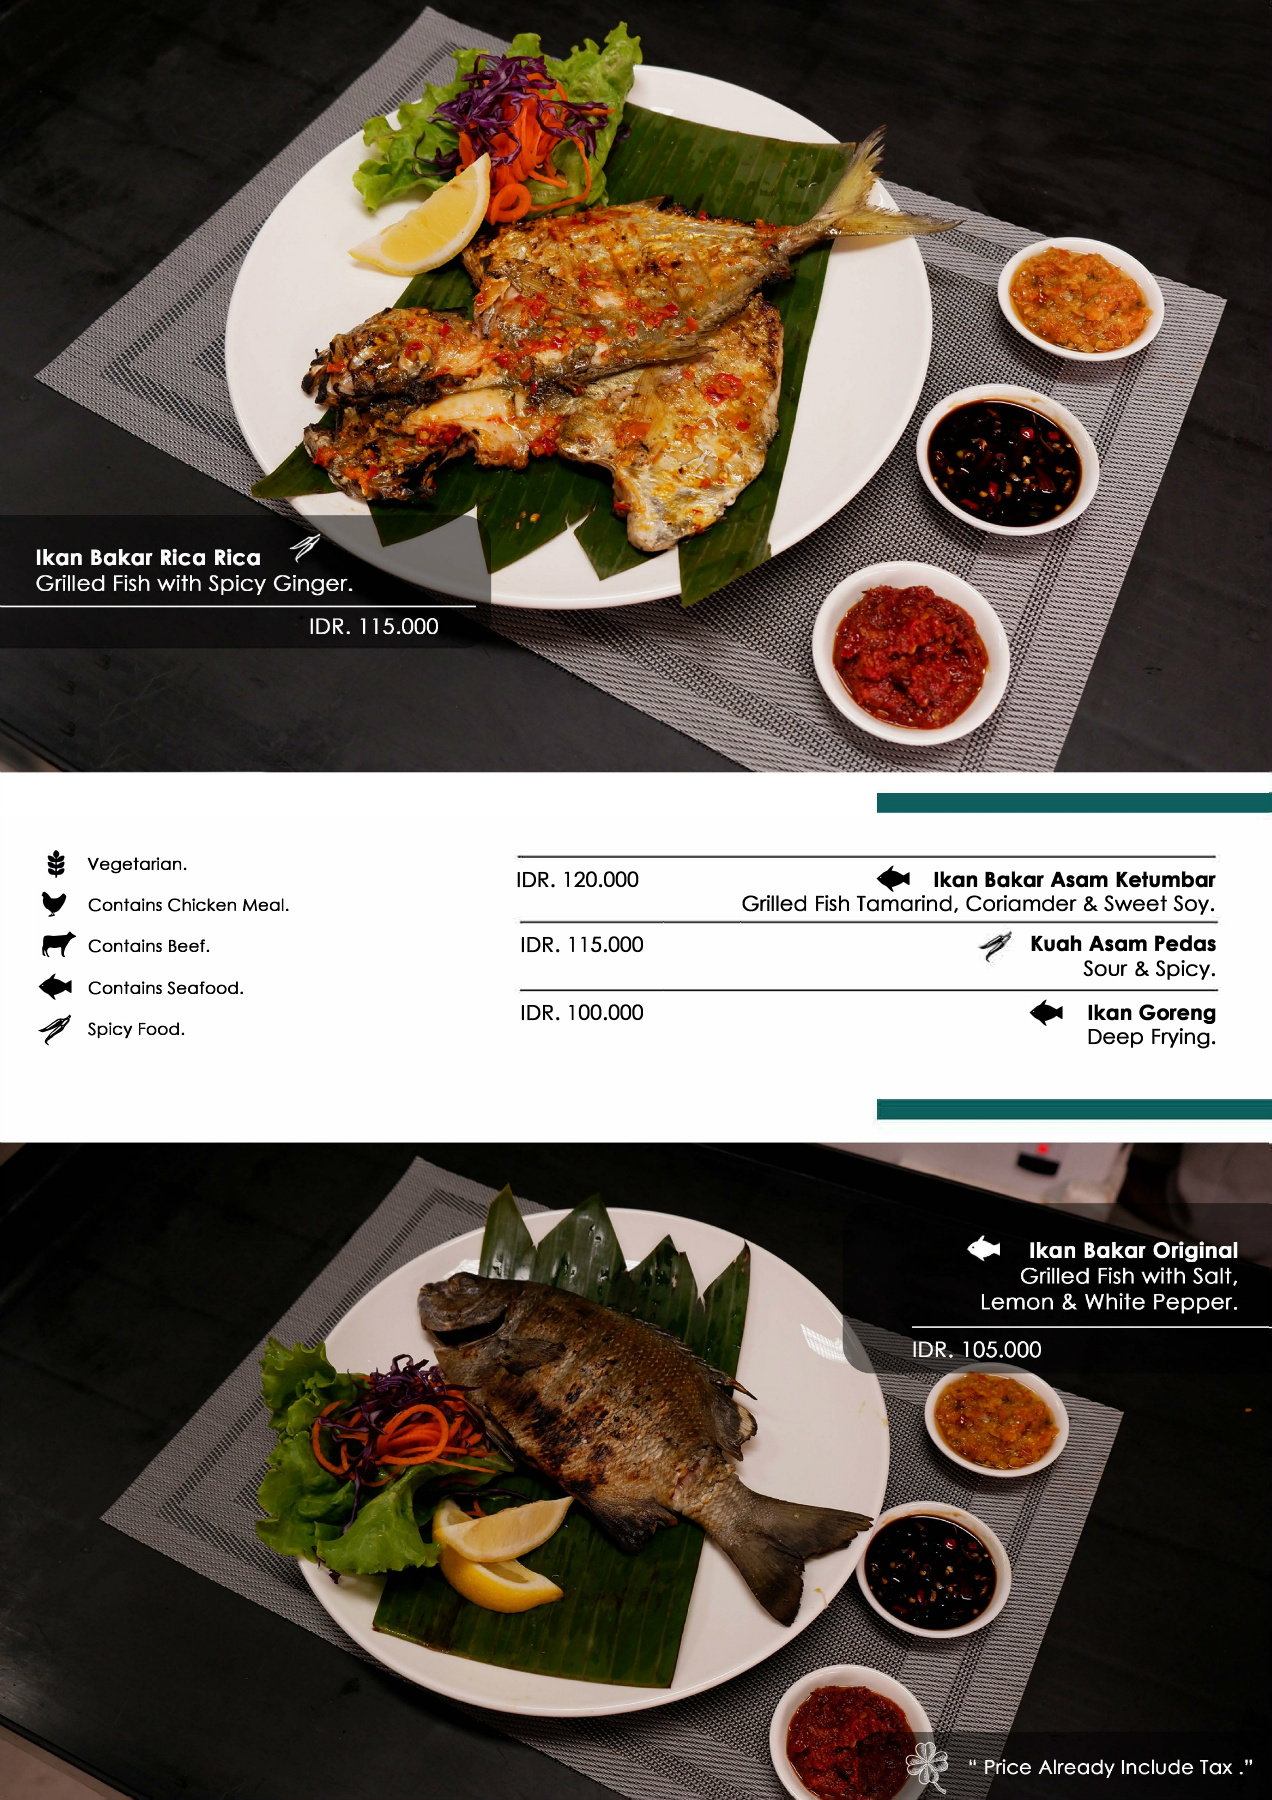 Ikan Bakar Rica Rica
Grilled Fish with Spicy Ginger.
IDR. 115.000
Vegetarian.
Contains Chicken Meal.
Contains Beef.
Contains Seafood.
Spicy Food.
IDR. 120.000 Ikan Bakar Asam Ketumbar
Grilled Fish Tamarind, Coriamder & Sweet Soy.
IDR. 115.000 Kuah Asam Pedas
Sour & Spicy.
IDR. 100.000 Ikan Goreng
Deep Frying.
Ikan Bakar Original
Grilled Fish with Salt,
Lemon & White Pepper.
IDR. 105.000
“ Price Already Include Tax .”